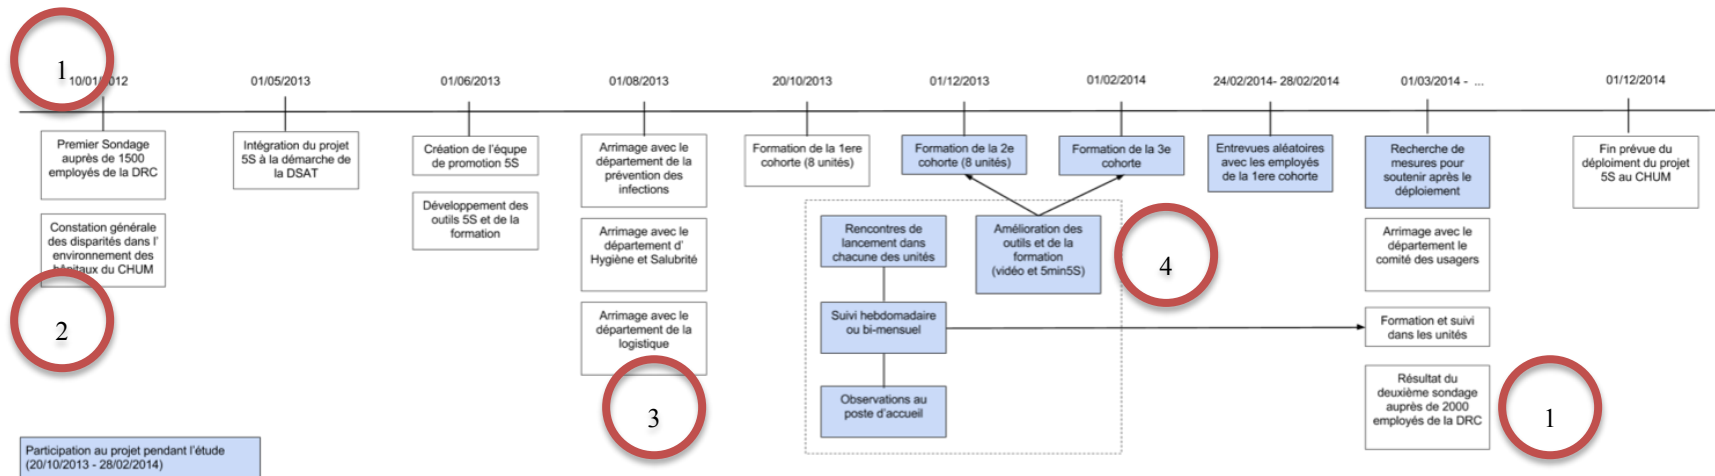 1
10/01/2012
01/05/2013
01/06/2013
01/08/2013
20/10/2013
01/12/2013
01/02/2014
24/02/2014- 28/02/2014
01/03/2014 - ...
01/12/2014
Premier Sondage
auprès de 1500
employés de la DRC
Constation générale
des disparités dans l'
environnement des
hôpitaux du CHUM
2
Intégration du projet
5S à la démarche de
la DSAT
Création de l'équpe
de promotion 5S
Développement des
outils 5S et de la
formation
Arrimage avec le
département de la
prévention des
infections
Arrimage avec le
département d'
Hygiène et Salubrité
Arrimage avec le
département de la
logistique
3
Formation de la 1ere
cohorte (8 unités)
Formation de la 2e
cohorte (8 unités)
Formation de la 3e
cohorte
Rencontres de
lancement dans
chacune des unités
Suivi hebdomadaire
ou bi-mensuel
Observations au
poste d'accueil
Amélioration des
outils et de la
formation
(vidéo et 5min5S)
4
Entrevues aléatoires
avec les employés
de la 1ere cohorte
Recherche de
mesures pour
soutenir après le
déploiement
Arrimage avec le
département le
comité des usagers
Formation et suivi
dans les unités
Résultat du
deuxième sondage
auprès de 2000
employés de la DRC
1
Fin prévue du
déploiment du projet
5S au CHUM
Participation au projet pendant l'étude
(20/10/2013 - 28/02/2014)